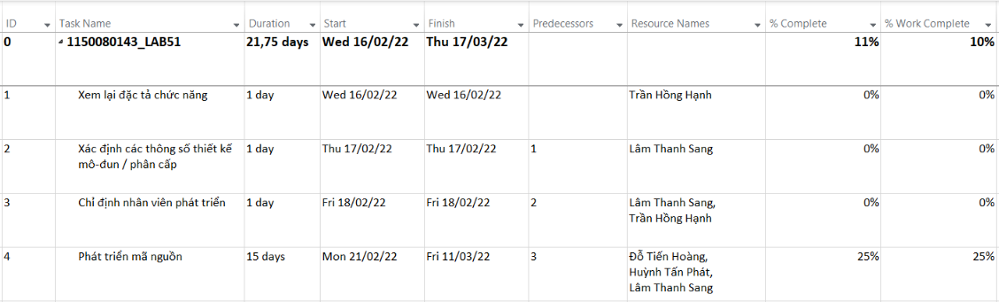 ID Task Name Duration Start Finish Predecessors Resource Names % Complete % Work Complete
0 1150080143_LAB51 21,75 days Wed 16/02/22 Thu 17/03/22 11% 10%
1 Xem lại đặc tả chức năng 1 day Wed 16/02/22 Wed 16/02/22 Trần Hồng Hạnh 0% 0%
2 Xác định các thông số thiết kế 1 day Thu 17/02/22 Thu 17/02/22 1 Lâm Thanh Sang 0% 0%
mô-đun / phân cấp
3 Chỉ định nhân viên phát triển 1 day Fri 18/02/22 Fri 18/02/22 2 Lâm Thanh Sang, 0% 0%
Trần Hồng Hạnh
4 Phát triển mã nguồn 15 days Mon 21/02/22 Fri 11/03/22 3 Đỗ Tiến Hoàng, 25% 25%
Huỳnh Tấn Phát,
Lâm Thanh Sang